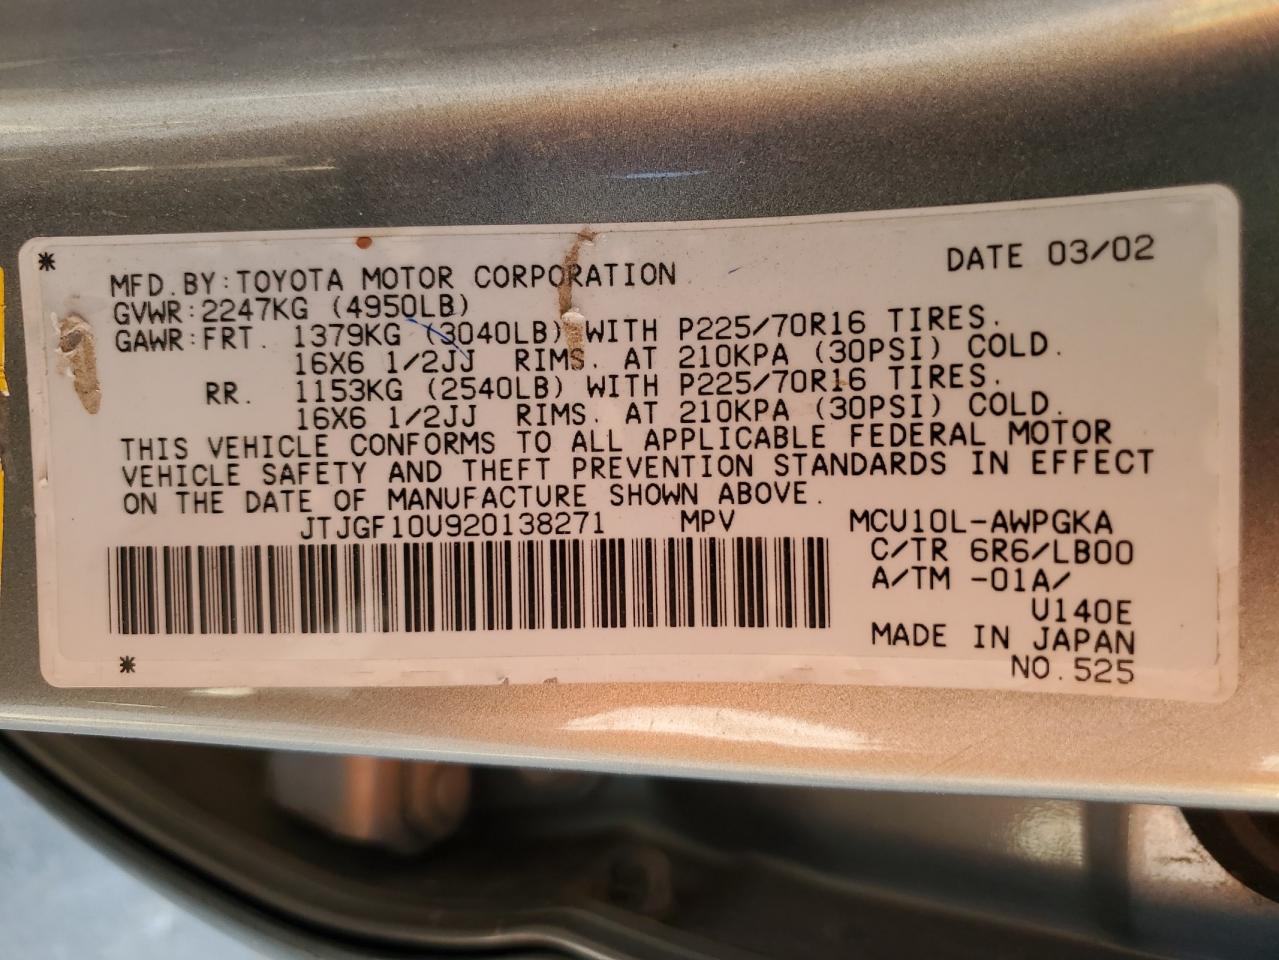 * DATE 03/02
MFD.BY:TOYOTA MOTOR CORPORATION
GVWR:2247KG (4950LB)
GAWR:FRT. 1379KG (3040LB) WITH P225/70R16 TIRES.
16X6 1/2JJ RIMS. AT 210KPA (30PSI) COLD.
RR. 1153KG (2540LB) WITH P225/70R16 TIRES.
16X6 1/2JJ RIMS. AT 210KPA (30PSI) COLD.
THIS VEHICLE CONFORMS TO ALL APPLICABLE FEDERAL MOTOR
VEHICLE SAFETY AND THEFT PREVENTION STANDARDS IN EFFECT
ON THE DATE OF MANUFACTURE SHOWN ABOVE.
JTJGF10U920138271 MPV MCU10L-AWPGKA
C/TR 6R6/LB00
A/TM -01A/
U140E
MADE IN JAPAN
* NO.525